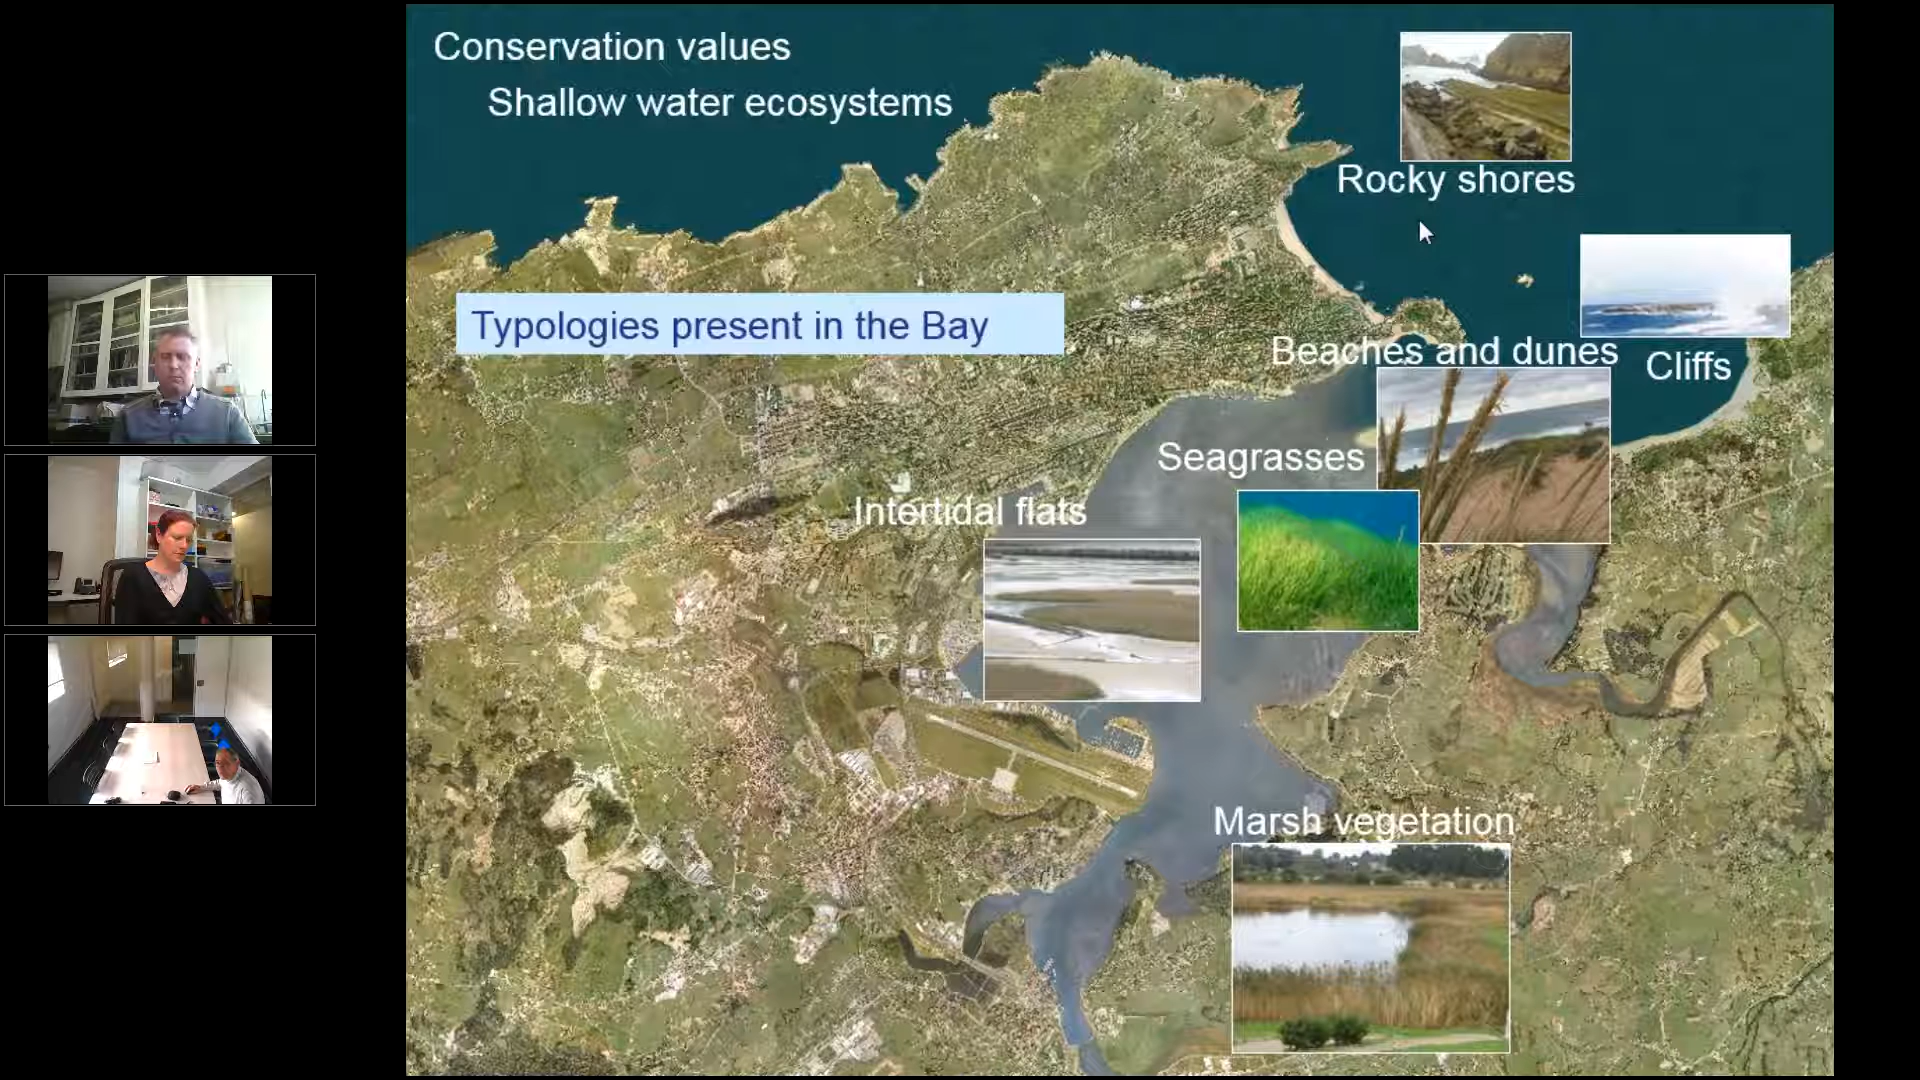 Conservation values
Shallow water ecosystems
Rocky shores
Typologies present in the Bay
Beaches and dunes
Cliffs
Seagrasses
Intertidal flats
Marsh vegetation